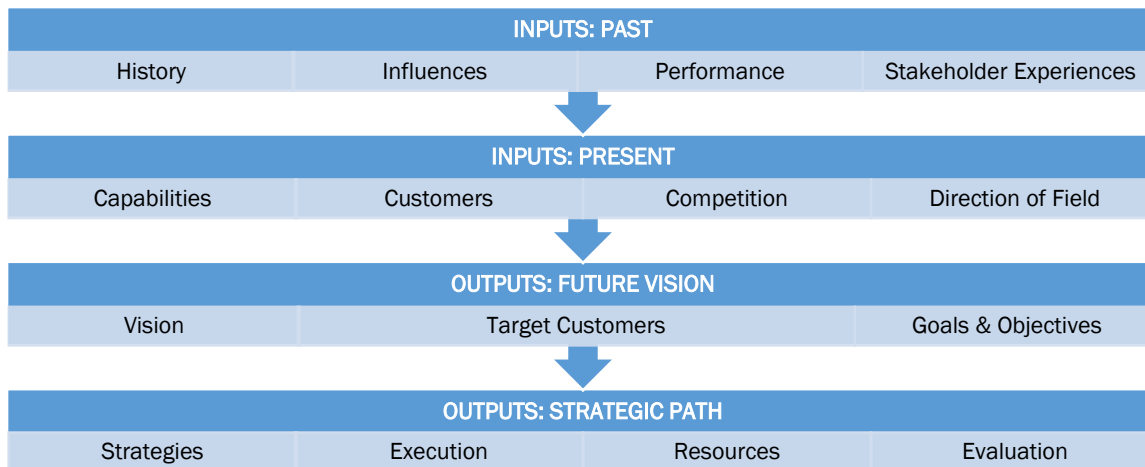 INPUTS: PAST
History Influences Performance Stakeholder Experiences
INPUTS: PRESENT
Capabilities Customers Competition Direction of Field
OUTPUTS: FUTURE VISION
Vision Target Customers Goals & Objectives
OUTPUTS: STRATEGIC PATH
Strategies Execution Resources Evaluation